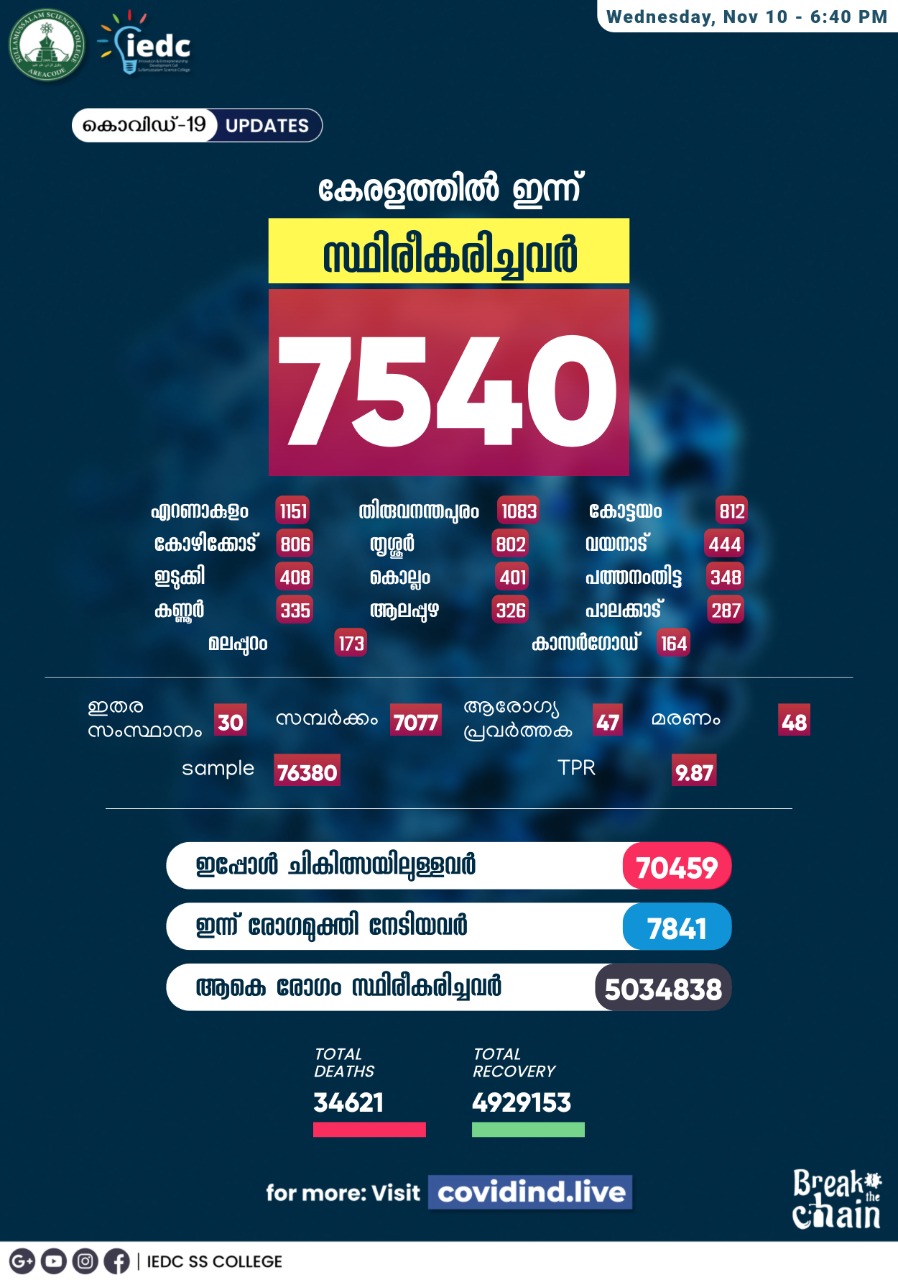 Wednesday, Nov 10 - 6:40 PM
SULLAMUSSALAM SCIENCE COLLEGE
AREACODE
iedc
കൊവിഡ്-19 UPDATES
കേരളത്തിൽ ഇന്ന്
സ്ഥിരീകരിച്ചവർ
7540
എറണാകുളം 1151 തിരുവനന്തപുരം 1083 കോട്ടയം 812
കോഴിക്കോട് 806 തൃശ്ശൂർ 802 വയനാട് 444
ഇടുക്കി 408 കൊല്ലം 401 പത്തനംതിട്ട 348
കണ്ണൂർ 335 ആലപ്പുഴ 326 പാലക്കാട് 287
മലപ്പുറം 173 കാസർഗോഡ് 164
ഇതര
സംസ്ഥാനം 30 സമ്പർക്കം 7077 ആരോഗ്യ
പ്രവർത്തക 47 മരണം 48
sample 76380 TPR 9.87
ഇപ്പോൾ ചികിത്സയിലുള്ളവർ 70459
ഇന്ന് രോഗമുക്തി നേടിയവർ 7841
ആകെ രോഗം സ്ഥിരീകരിച്ചവർ 5034838
TOTAL
DEATHS
34621
TOTAL
RECOVERY
4929153
for more: Visit covidind.live
Break
the
chain
G+ f | IEDC SS COLLEGE